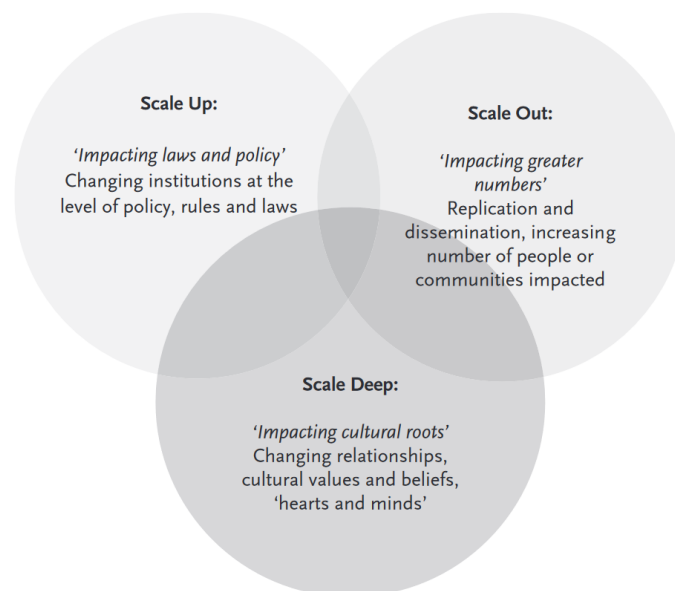 Scale Up:
‘Impacting laws and policy’
Changing institutions at the
level of policy, rules and laws
Scale Out:
‘Impacting greater
numbers’
Replication and
dissemination, increasing
number of people or
communities impacted
Scale Deep:
‘Impacting cultural roots’
Changing relationships,
cultural values and beliefs,
‘hearts and minds’